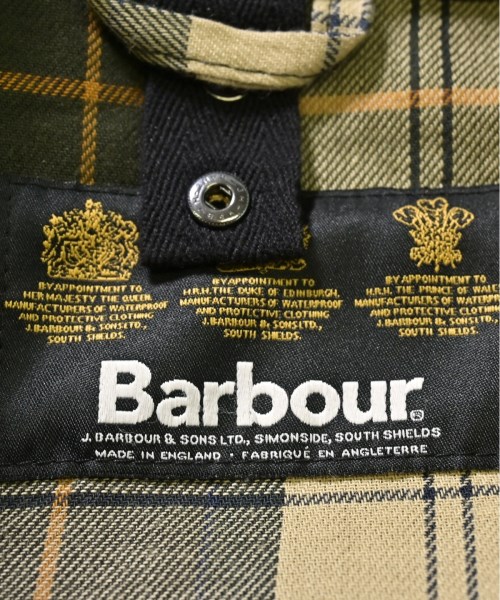 BY APPOINTMENT TO
HER MAJESTY THE QUEEN
MANUFACTURERS OF WATERPROOF
AND PROTECTIVE CLOTHING
J. BARBOUR & SONS LTD.,
SOUTH SHIELDS.
BY APPOINTMENT TO
H.R.H. THE DUKE OF EDINBURGH,
MANUFACTURERS OF WATERPROOF
AND PROTECTIVE CLOTHING
J. BARBOUR & SONS LTD.,
SOUTH SHIELDS.
BY APPOINTMENT TO
H.R.H. THE PRINCE OF
MANUFACTURERS OF
AND PROTECTIVE CLOTHING
J. BARBOUR & SONS LTD.,
SOUTH SHIELDS.
Barbour®
J. BARBOUR & SONS LTD., SIMONSIDE, SOUTH SHIELDS
MADE IN ENGLAND • FABRIQUÉ EN ANGLETERRE